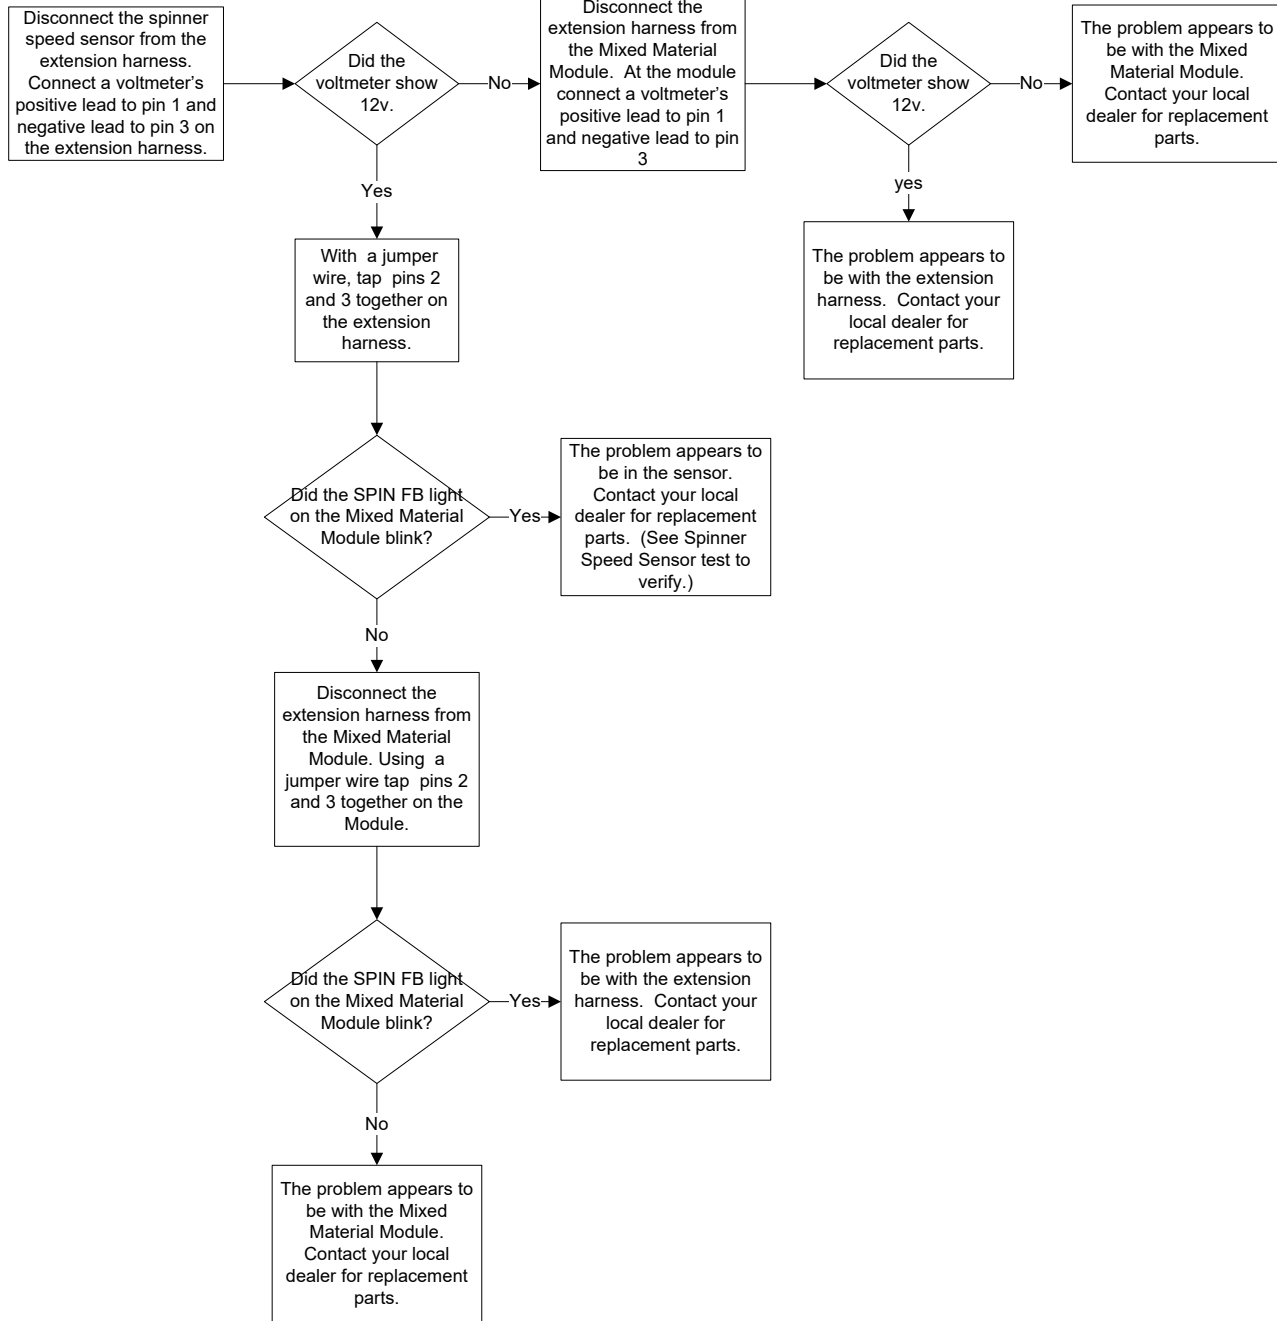 Disconnect the spinner
speed sensor from the
extension harness.
Connect a voltmeter's
positive lead to pin 1 and
negative lead to pin 3 on
the extension harness.
Did the
voltmeter show
12v.
No
Disconnect the
extension harness from
the Mixed Material
Module. At the module
connect a voltmeter's
positive lead to pin 1
and negative lead to pin
3
Did the
voltmeter show
12v.
No
The problem appears to
be with the Mixed
Material Module.
Contact your local
dealer for replacement
parts.
Yes
yes
With a jumper
wire, tap pins 2
and 3 together on
the extension
harness.
The problem appears to
be with the extension
harness. Contact your
local dealer for
replacement parts.
Did the SPIN FB light
on the Mixed Material
Module blink?
Yes
The problem appears to
be in the sensor.
Contact your local
dealer for replacement
parts. (See Spinner
Speed Sensor test to
verify.)
No
Disconnect the
extension harness from
the Mixed Material
Module. Using a
jumper wire tap pins 2
and 3 together on the
Module.
Did the SPIN FB light
on the Mixed Material
Module blink?
Yes
The problem appears to
be with the extension
harness. Contact your
local dealer for
replacement parts.
No
The problem appears to
be with the Mixed
Material Module.
Contact your local
dealer for replacement
parts.